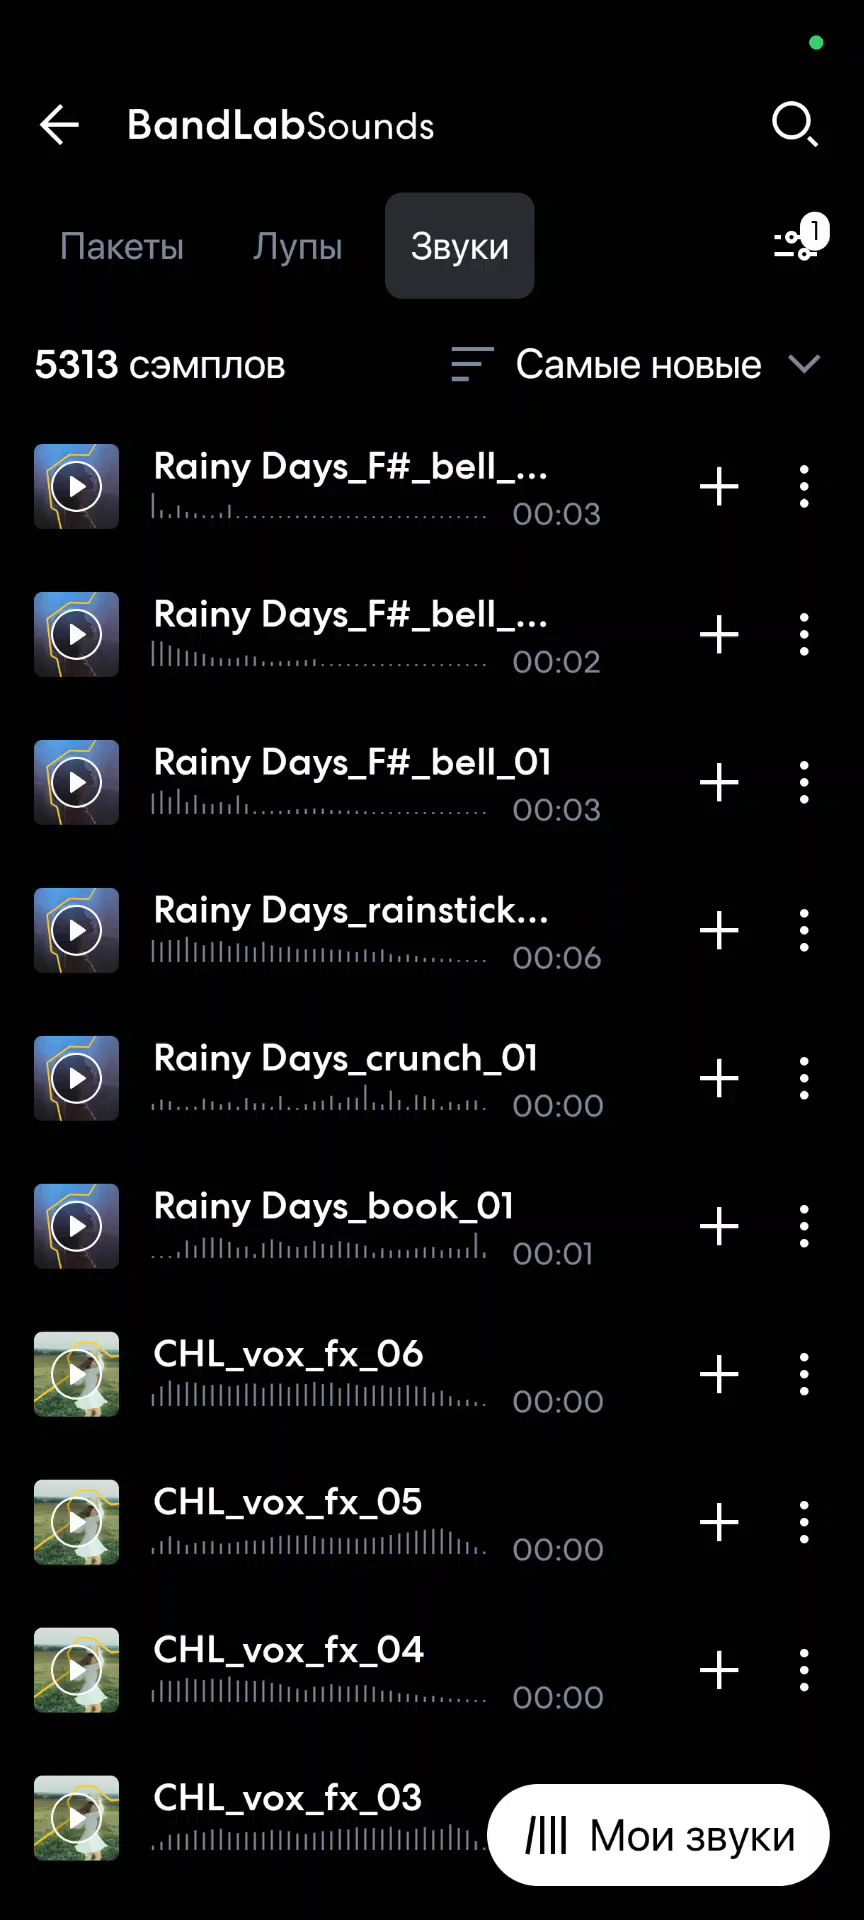 BandLabSounds
Пакеты Лупы Звуки 1
5313 сэмплов Самые новые
Rainy Days_F#_bell_...
00:03
Rainy Days_F#_bell_...
00:02
Rainy Days_F#_bell_01
00:03
Rainy Days_rainstick...
00:06
Rainy Days_crunch_01
00:00
Rainy Days_book_01
00:01
CHL_vox_fx_06
00:00
CHL_vox_fx_05
00:00
CHL_vox_fx_04
00:00
CHL_vox_fx_03
Мои звуки